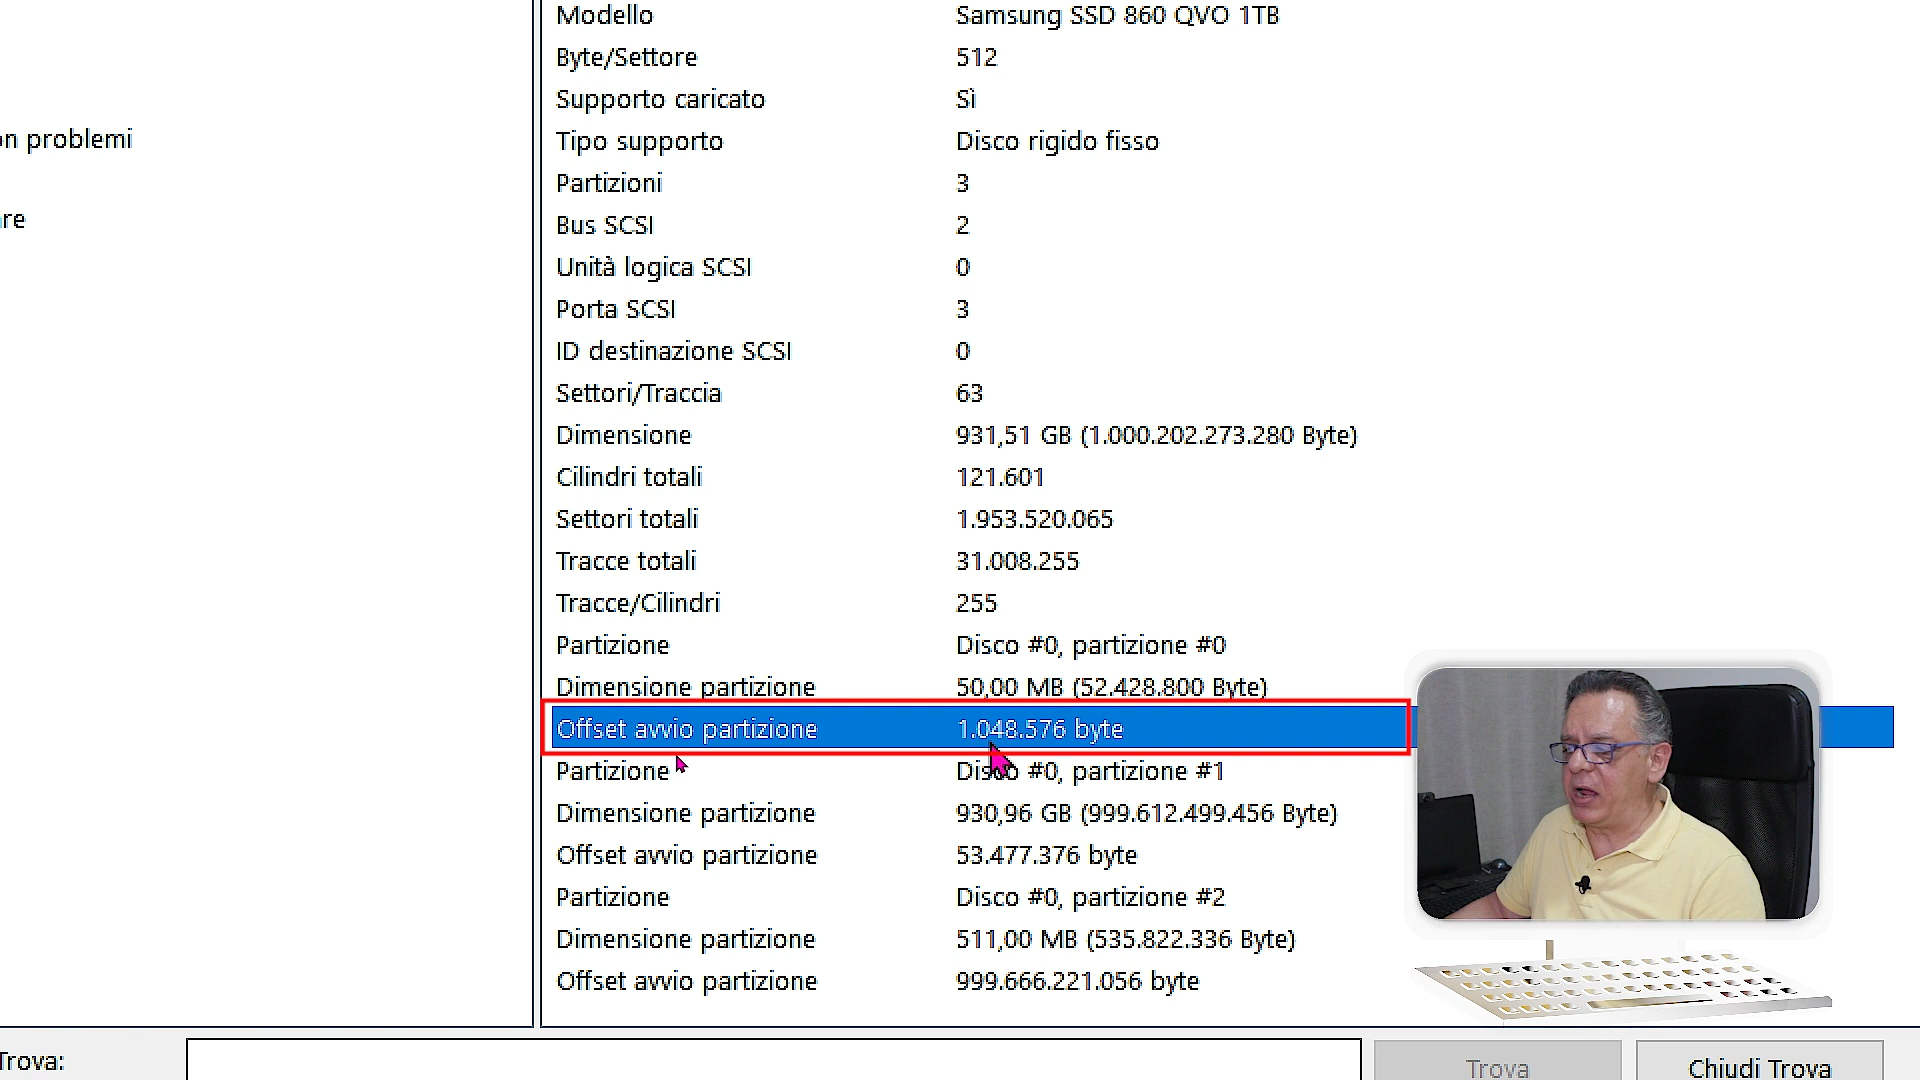 Modello Samsung SSD 860 QVO 1TB
Byte/Settore 512
Supporto caricato Sì
on problemi
Tipo supporto Disco rigido fisso
Partizioni 3
re
Bus SCSI 2
Unità logica SCSI 0
Porta SCSI 3
ID destinazione SCSI 0
Settori/Traccia 63
Dimensione 931,51 GB (1.000.202.273.280 Byte)
Cilindri totali 121.601
Settori totali 1.953.520.065
Tracce totali 31.008.255
Tracce/Cilindri 255
Partizione Disco #0, partizione #0
Dimensione partizione 50,00 MB (52.428.800 Byte)
Offset avvio partizione 1.048.576 byte
Partizione Disco #0, partizione #1
Dimensione partizione 930,96 GB (999.612.499.456 Byte)
Offset avvio partizione 53.477.376 byte
Partizione Disco #0, partizione #2
Dimensione partizione 511,00 MB (535.822.336 Byte)
Offset avvio partizione 999.666.221.056 byte
Trova: Trova Chiudi Trova